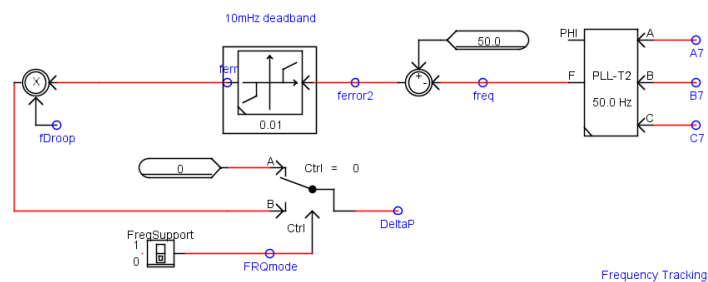 10mHz deadband
50.0
PHI
A
A7
F
PLL-T2
B
B7
50.0 Hz
C
C7
ferr
ferror2
freq
+
-
X
0.01
fDroop
0
A
Ctrl = 0
B
Ctrl
DeltaP
FreqSupport
1
0
FRQmode
Frequency Tracking